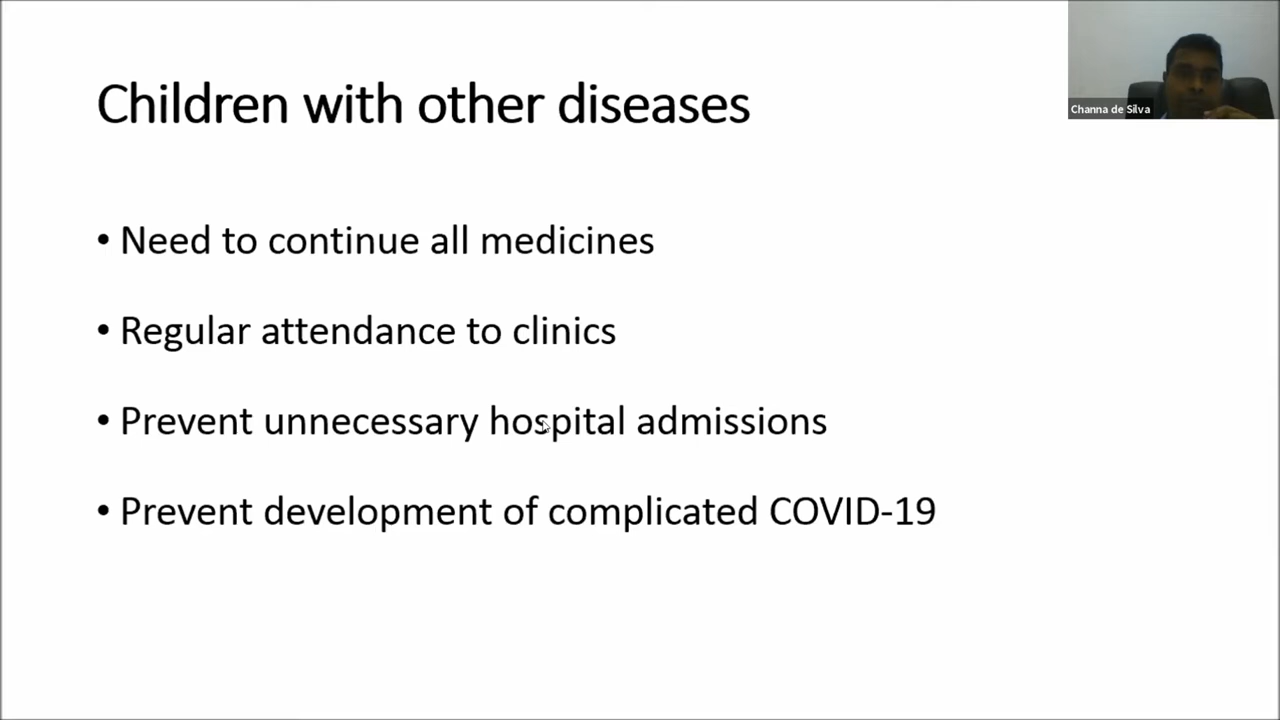 Children with other diseases
Channa de Silva
• Need to continue all medicines
• Regular attendance to clinics
• Prevent unnecessary hospital admissions
• Prevent development of complicated COVID-19